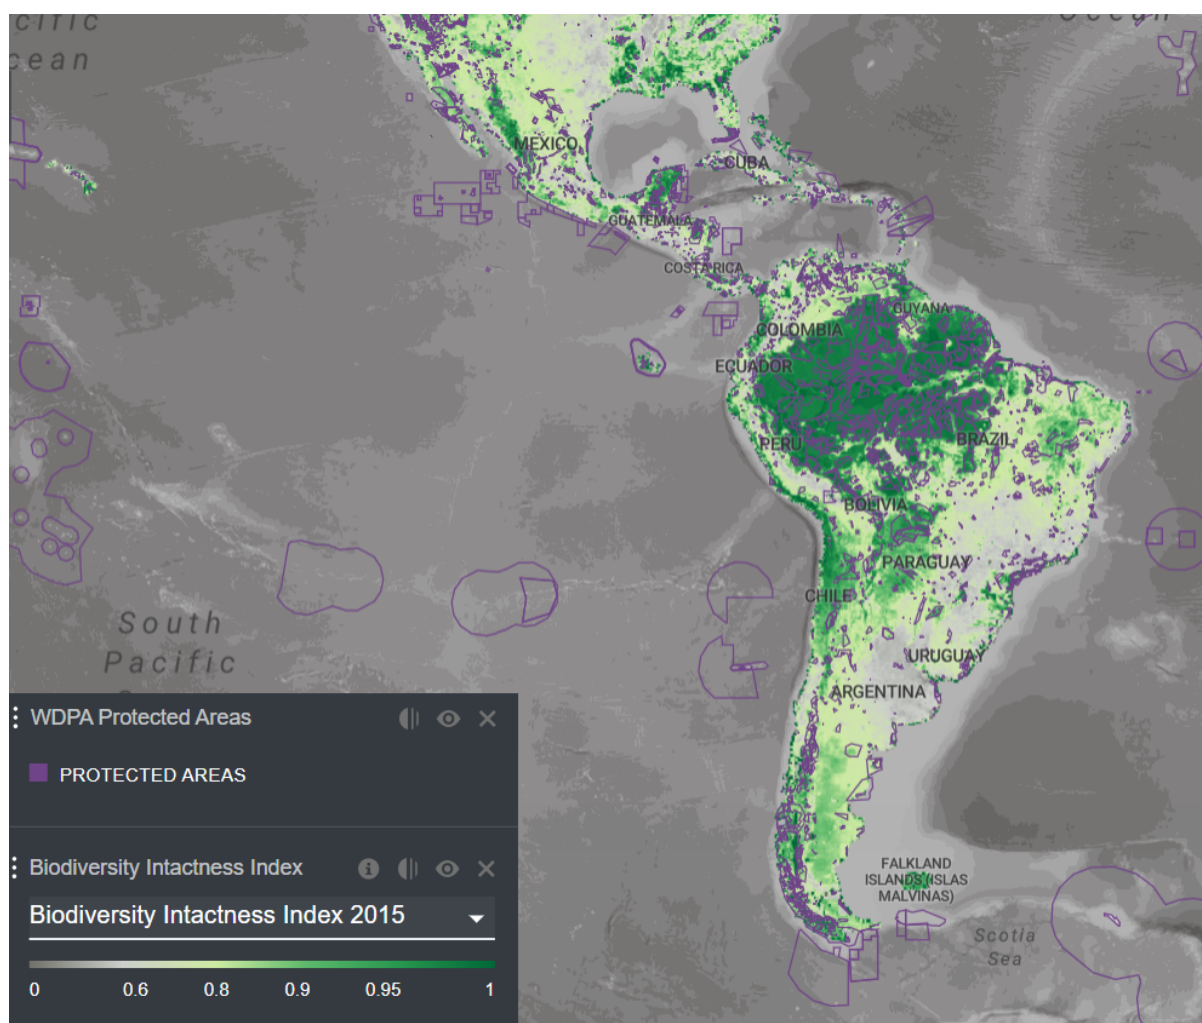 cific
cean
Ocean
MEXICO
CUBA
GUATEMALA
COSTA RICA
GUYANA
COLOMBIA
ECUADOR
PERU
BRAZIL
BOLIVIA
PARAGUAY
CHILE
South
Pacific
URUGUAY
ARGENTINA
FALKLAND
ISLANDS (ISLAS
MALVINAS)
Scotia
Sea
WDPA Protected Areas
PROTECTED AREAS
Biodiversity Intactness Index
Biodiversity Intactness Index 2015
0 0.6 0.8 0.9 0.95 1